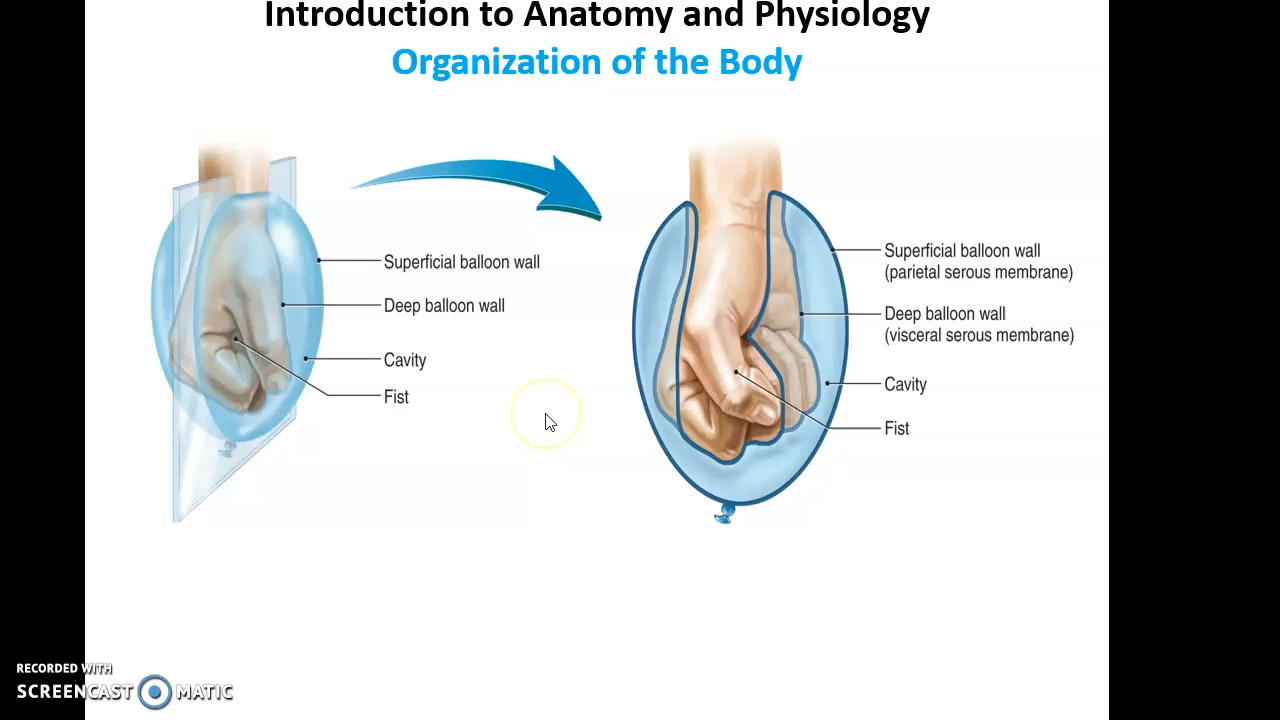 Introduction to Anatomy and Physiology
Organization of the Body
Superficial balloon wall
Deep balloon wall
Cavity
Fist
Superficial balloon wall
(parietal serous membrane)
Deep balloon wall
(visceral serous membrane)
Cavity
Fist
RECORDED WITH
SCREENCAST MATIC